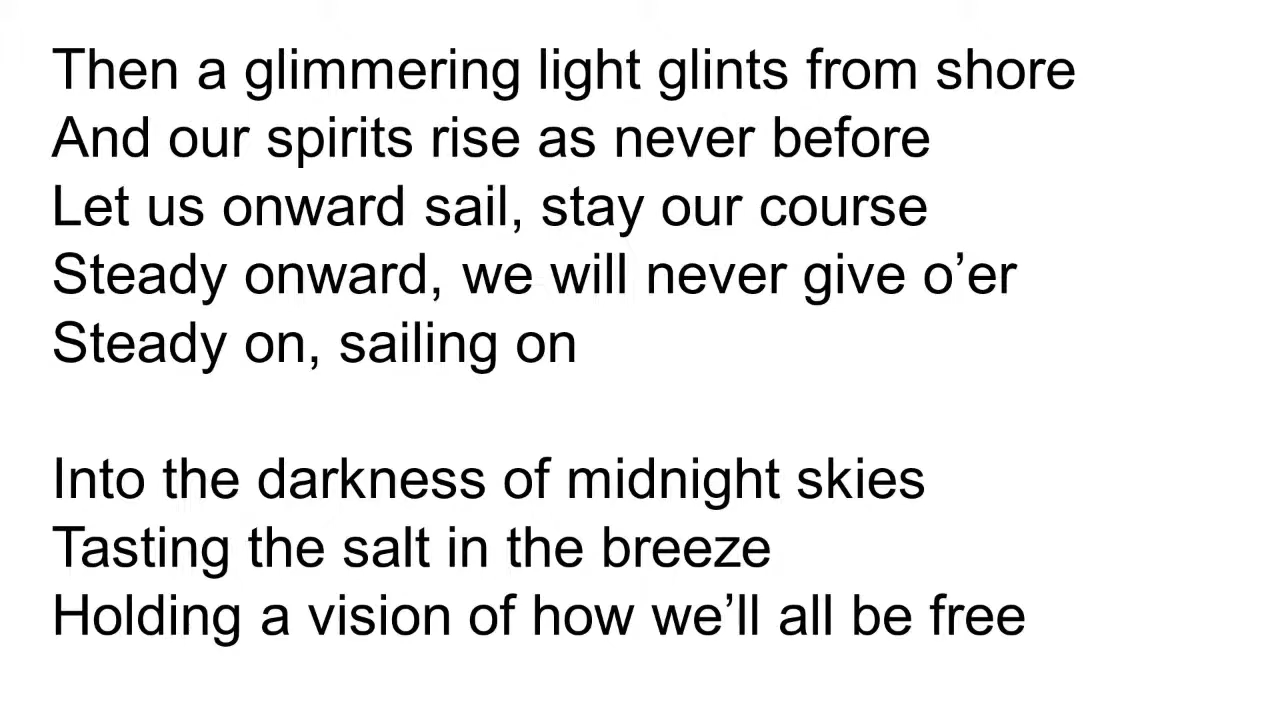 Then a glimmering light glints from shore
And our spirits rise as never before
Let us onward sail, stay our course
Steady onward, we will never give o’er
Steady on, sailing on

Into the darkness of midnight skies
Tasting the salt in the breeze
Holding a vision of how we’ll all be free